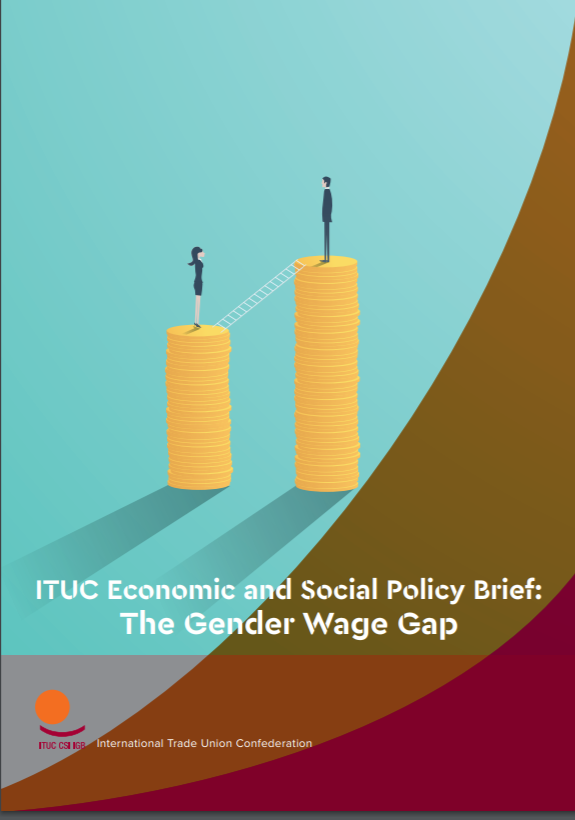 ITUC Economic and Social Policy Brief:
The Gender Wage Gap
ITUC CSI IGB
International Trade Union Confederation